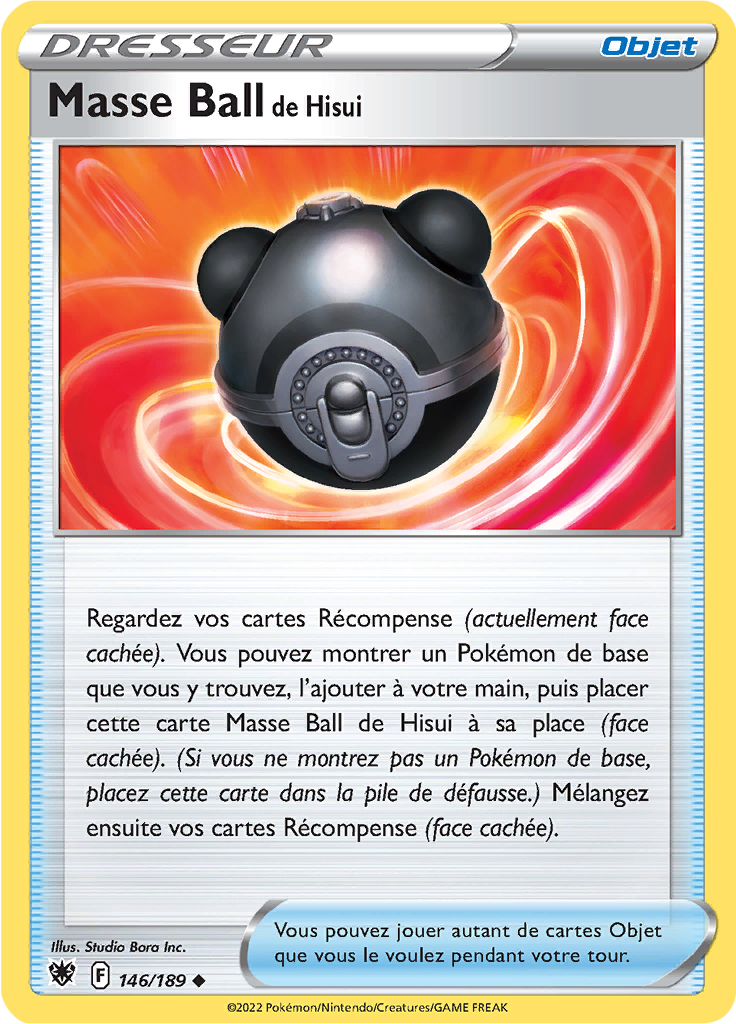 DRESSEUR
Objet
Masse Ball de Hisui
Regardez vos cartes Récompense (actuellement face
cachée). Vous pouvez montrer un Pokémon de base
que vous y trouvez, l'ajouter à votre main, puis placer
cette carte Masse Ball de Hisui à sa place (face
cachée). (Si vous ne montrez pas un Pokémon de base,
placez cette carte dans la pile de défausse.) Mélangez
ensuite vos cartes Récompense (face cachée).
Vous pouvez jouer autant de cartes Objet
que vous le voulez pendant votre tour.
Illus. Studio Bora Inc.
F 146/189 ◆
©2022 Pokémon/Nintendo/Creatures/GAME FREAK